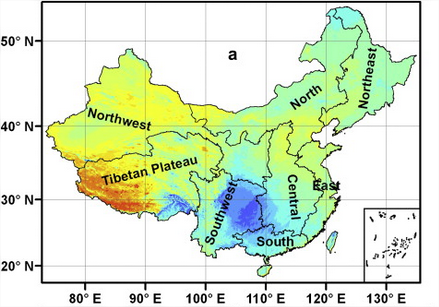 50° N
40° N
30° N
20° N
a
Northeast
North
Northwest
Tibetan Plateau
Southwest
Central
East
South
80° E
90° E
100° E
110° E
120° E
130° E